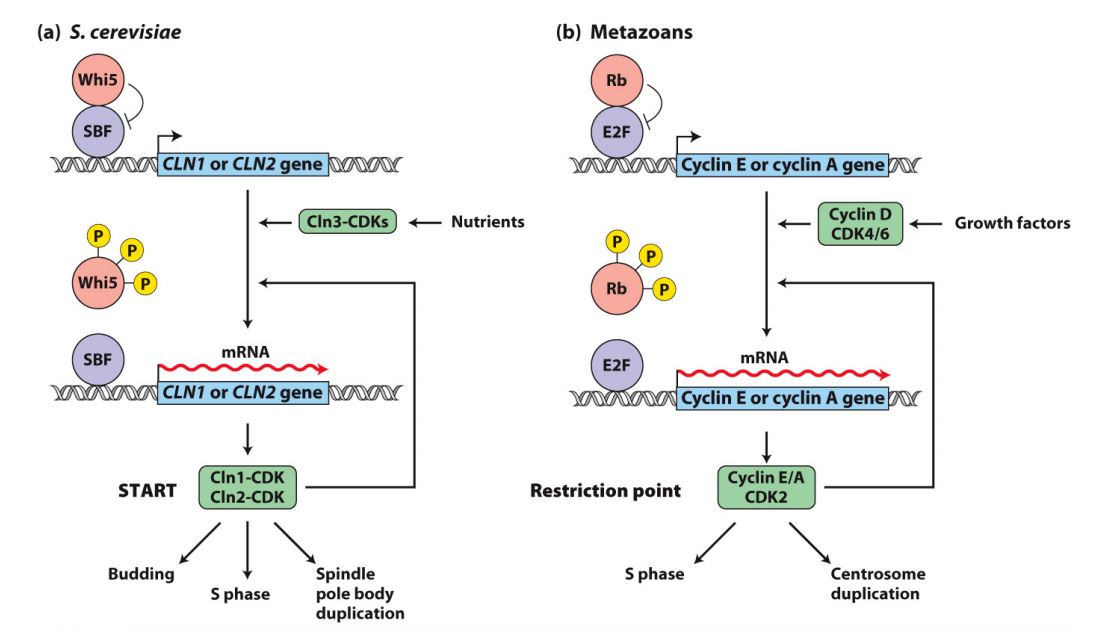 (a) S. cerevisiae
Whi5
SBF
CLN1 or CLN2 gene
Cln3-CDKs
Nutrients
P
P
P
Whi5
SBF
mRNA
CLN1 or CLN2 gene
START
Cln1-CDK
Cln2-CDK
Budding
S phase
Spindle
pole body
duplication
(b) Metazoans
Rb
E2F
Cyclin E or cyclin A gene
Cyclin D
CDK4/6
Growth factors
P
P
P
Rb
E2F
mRNA
Cyclin E or cyclin A gene
Restriction point
Cyclin E/A
CDK2
S phase
Centrosome
duplication